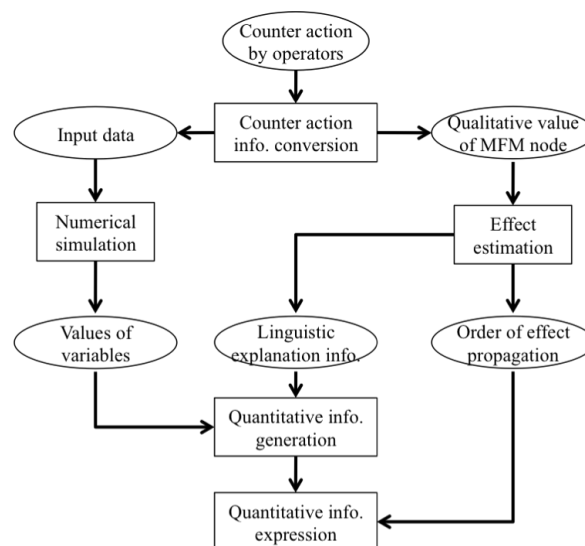 Counter action
by operators
Input data
Counter action
info. conversion
Qualitative value
of MFM node
Numerical
simulation
Effect
estimation
Values of
variables
Linguistic
explanation info.
Order of effect
propagation
Quantitative info.
generation
Quantitative info.
expression